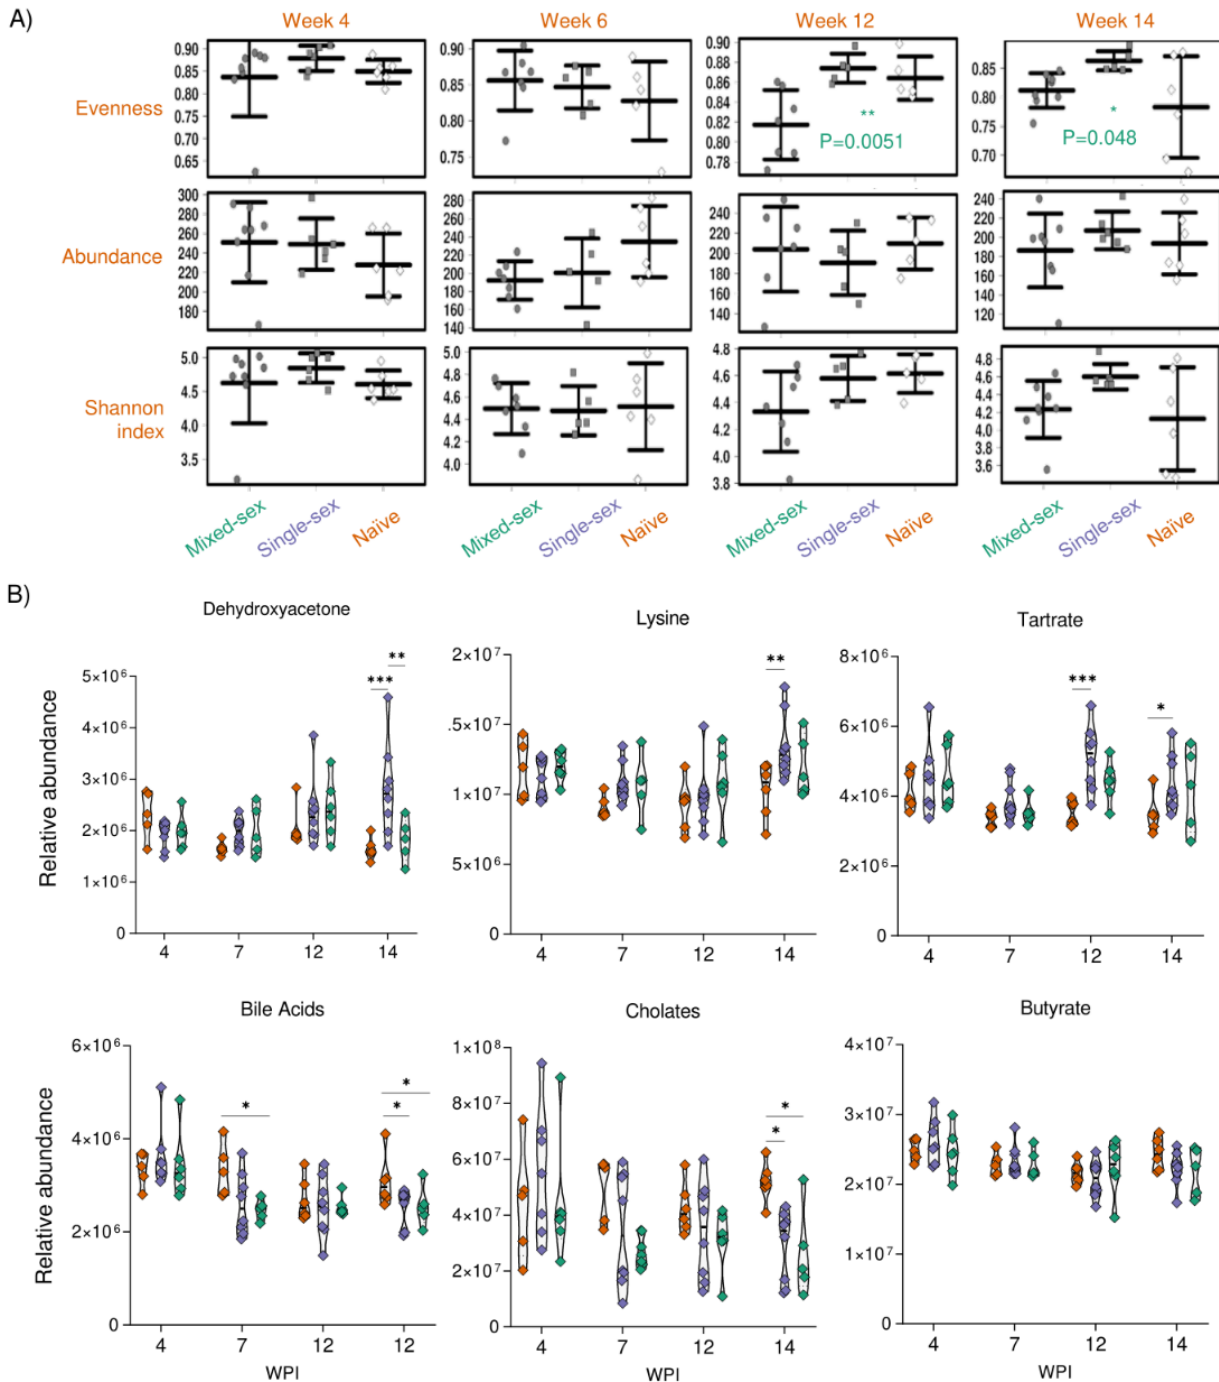 A)
Week 4
Week 6
Week 12
Week 14
Evenness
0.90
0.85
0.80
0.75
0.70
0.65
0.90
0.85
0.80
0.75
0.90
0.88
0.86
0.84
0.82
0.80
0.78
**
P=0.0051
0.85
0.80
0.75
0.70
*
P=0.048
Abundance
300
280
260
240
220
200
180
280
260
240
220
200
180
160
140
240
220
200
180
160
140
240
220
200
180
160
140
120
Shannon
index
5.0
4.5
4.0
3.5
5.0
4.8
4.6
4.4
4.2
4.0
4.8
4.6
4.4
4.2
4.0
3.8
4.8
4.6
4.4
4.2
4.0
3.8
3.6
Mixed-sex
Single-sex
Naïve
Mixed-sex
Single-sex
Naïve
Mixed-sex
Single-sex
Naïve
Mixed-sex
Single-sex
Naïve
B)
Dehydroxyacetone
Relative abundance
5×10⁶
4×10⁶
3×10⁶
2×10⁶
1×10⁶
0
***
**
4 7 12 14
Lysine
2×10⁷
.5×10⁷
1×10⁷
5×10⁶
0
**
4 7 12 14
Tartrate
8×10⁶
6×10⁶
4×10⁶
2×10⁶
0
***
*
4 7 12 14
Bile Acids
Relative abundance
6×10⁶
4×10⁶
2×10⁶
0
*
*
*
4 7 12 12
WPI
Cholates
1×10⁸
8×10⁷
6×10⁷
4×10⁷
2×10⁷
0
*
*
4 7 12 14
WPI
Butyrate
4×10⁷
3×10⁷
2×10⁷
1×10⁷
0
4 7 12 14
WPI